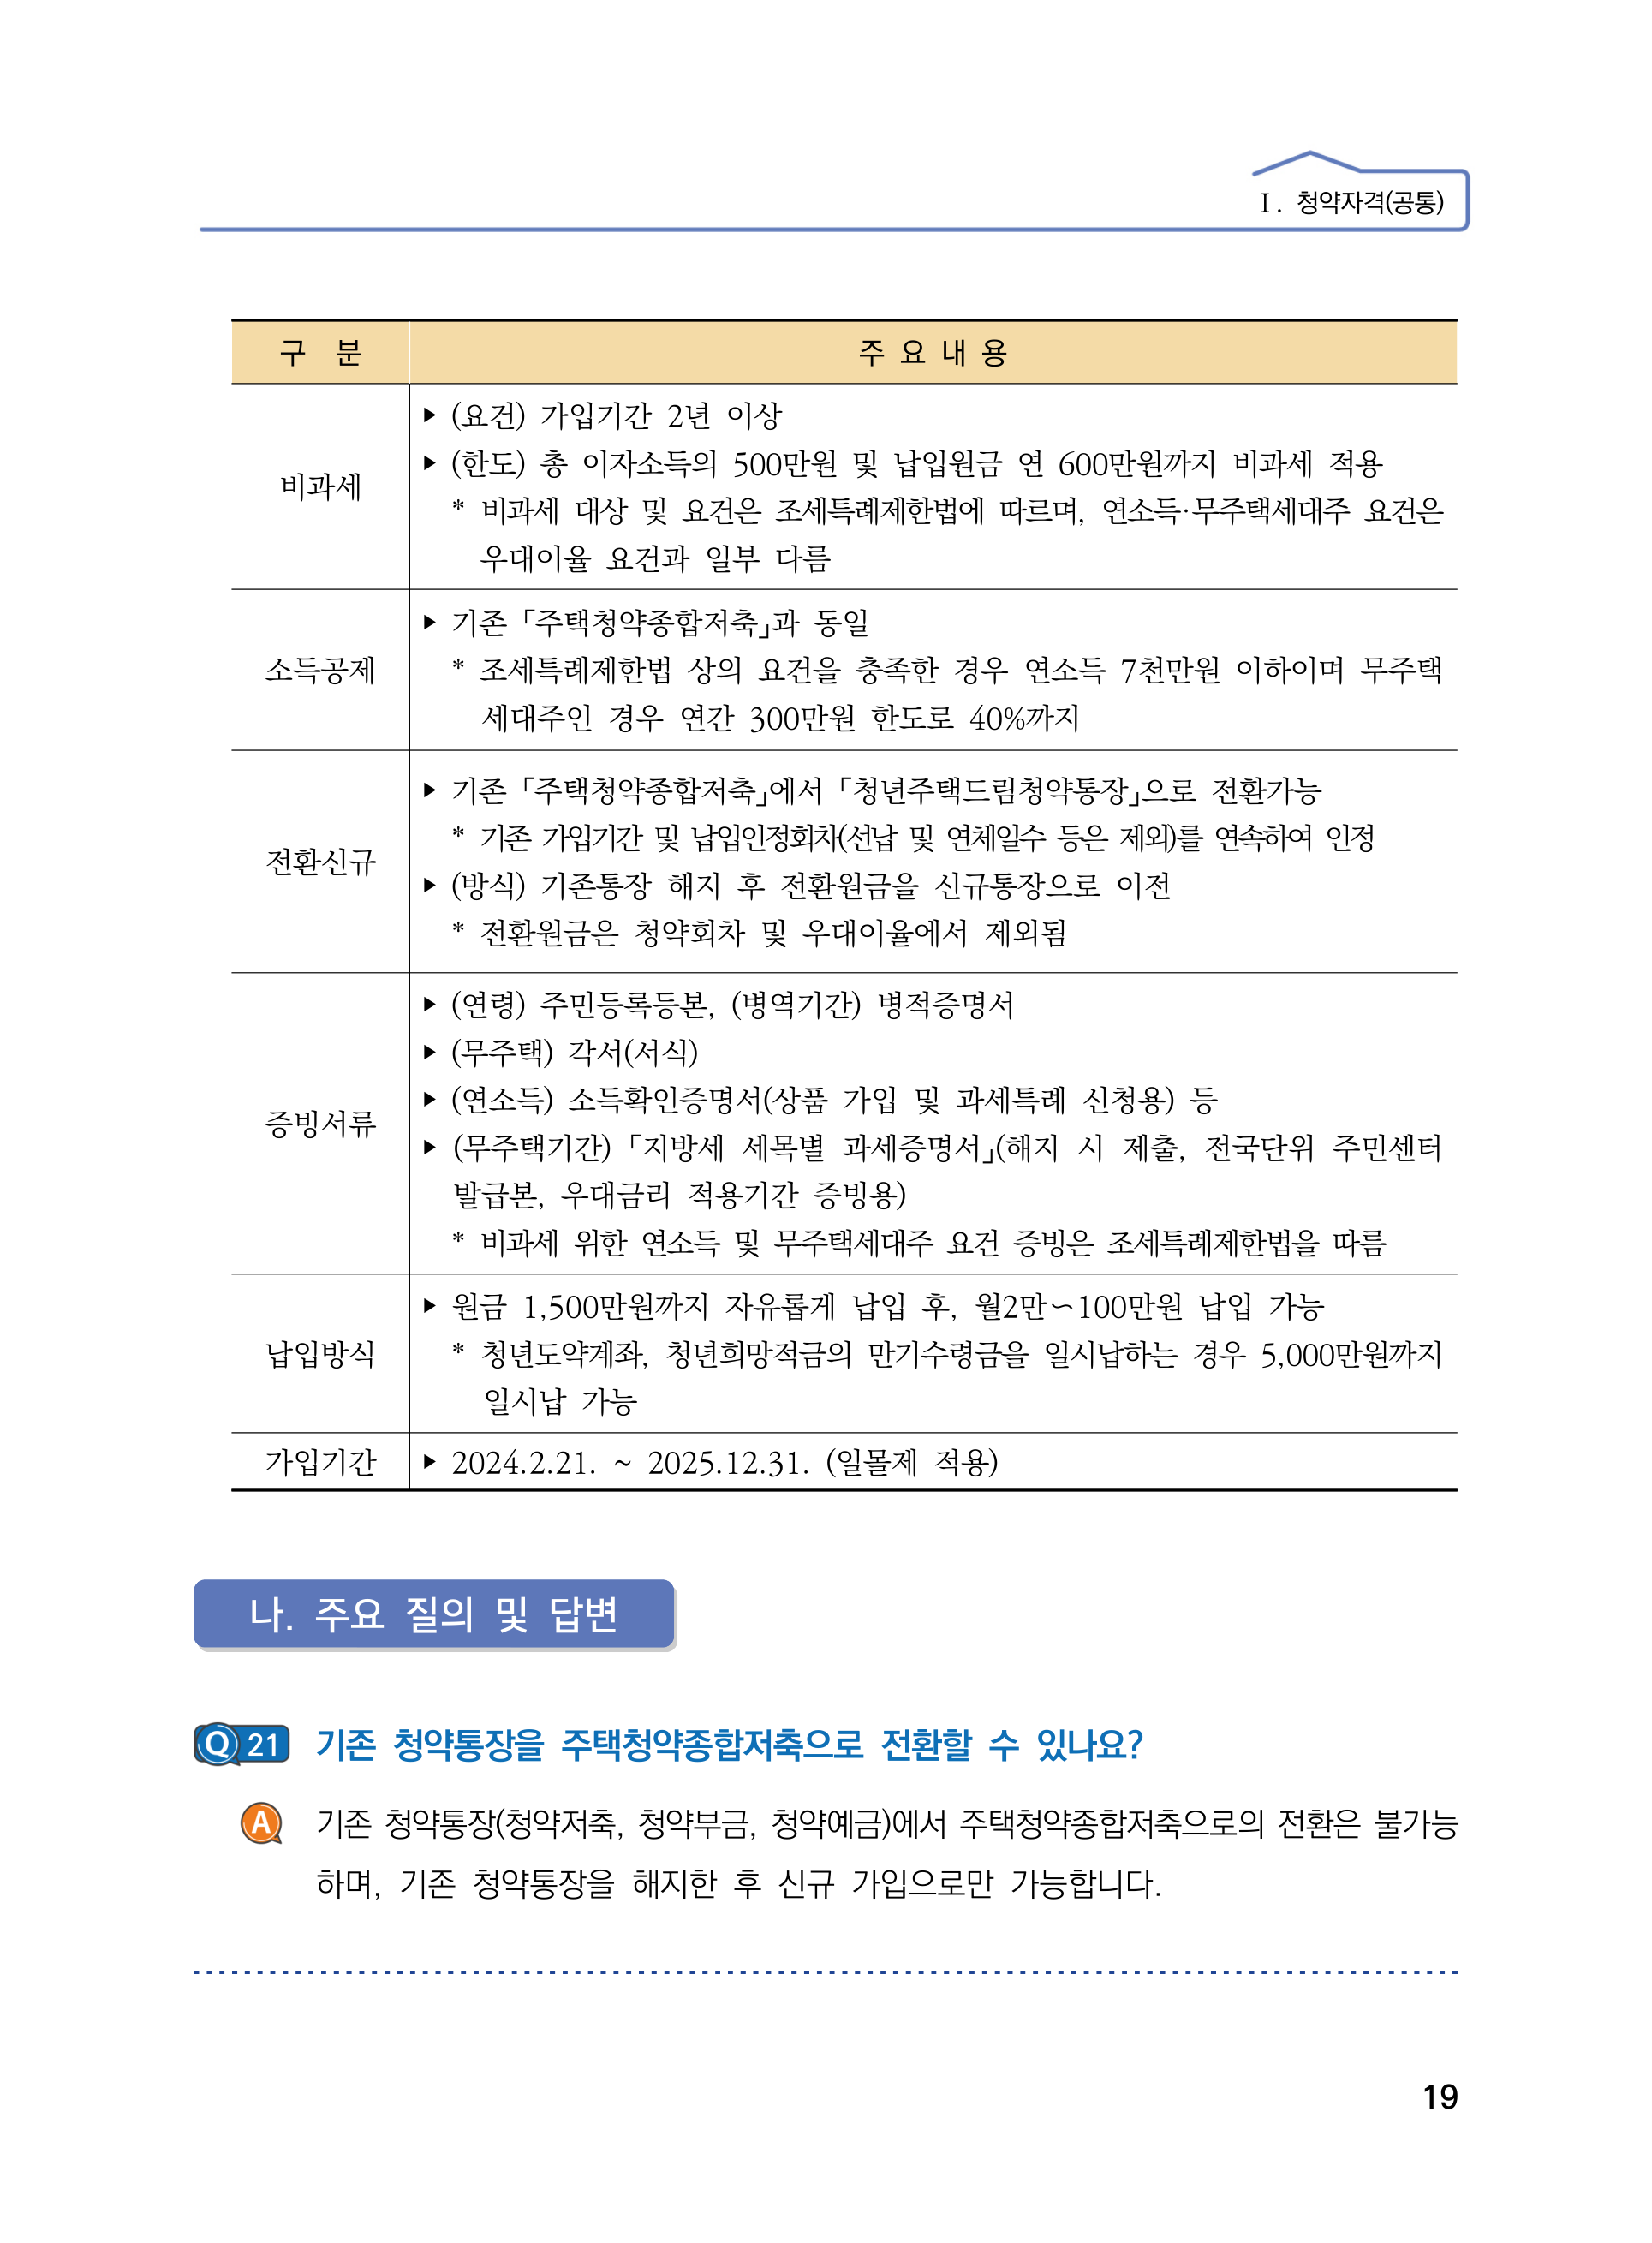 Ⅰ. 청약자격(공통)
구 분 주 요 내 용
비과세
▶ (요건) 가입기간 2년 이상
▶ (한도) 총 이자소득의 500만원 및 납입원금 연 600만원까지 비과세 적용
* 비과세 대상 및 요건은 조세특례제한법에 따르며, 연소득·무주택세대주 요건은
우대이율 요건과 일부 다름
소득공제
▶ 기존 「주택청약종합저축」과 동일
* 조세특례제한법 상의 요건을 충족한 경우 연소득 7천만원 이하이며 무주택
세대주인 경우 연간 300만원 한도로 40%까지
전환신규
▶ 기존 「주택청약종합저축」에서 「청년주택드림청약통장」으로 전환가능
* 기존 가입기간 및 납입인정회차(선납 및 연체일수 등은 제외)를 연속하여 인정
▶ (방식) 기존통장 해지 후 전환원금을 신규통장으로 이전
* 전환원금은 청약회차 및 우대이율에서 제외됨
증빙서류
▶ (연령) 주민등록등본, (병역기간) 병적증명서
▶ (무주택) 각서(서식)
▶ (연소득) 소득확인증명서(상품 가입 및 과세특례 신청용) 등
▶ (무주택기간) 「지방세 세목별 과세증명서」(해지 시 제출, 전국단위 주민센터
발급본, 우대금리 적용기간 증빙용)
* 비과세 위한 연소득 및 무주택세대주 요건 증빙은 조세특례제한법을 따름
납입방식
▶ 원금 1,500만원까지 자유롭게 납입 후, 월2만∼100만원 납입 가능
* 청년도약계좌, 청년희망적금의 만기수령금을 일시납하는 경우 5,000만원까지
일시납 가능
가입기간
▶ 2024.2.21. ~ 2025.12.31. (일몰제 적용)
나. 주요 질의 및 답변
Q 21 기존 청약통장을 주택청약종합저축으로 전환할 수 있나요?
A 기존 청약통장(청약저축, 청약부금, 청약예금)에서 주택청약종합저축으로의 전환은 불가능
하며, 기존 청약통장을 해지한 후 신규 가입으로만 가능합니다.
19